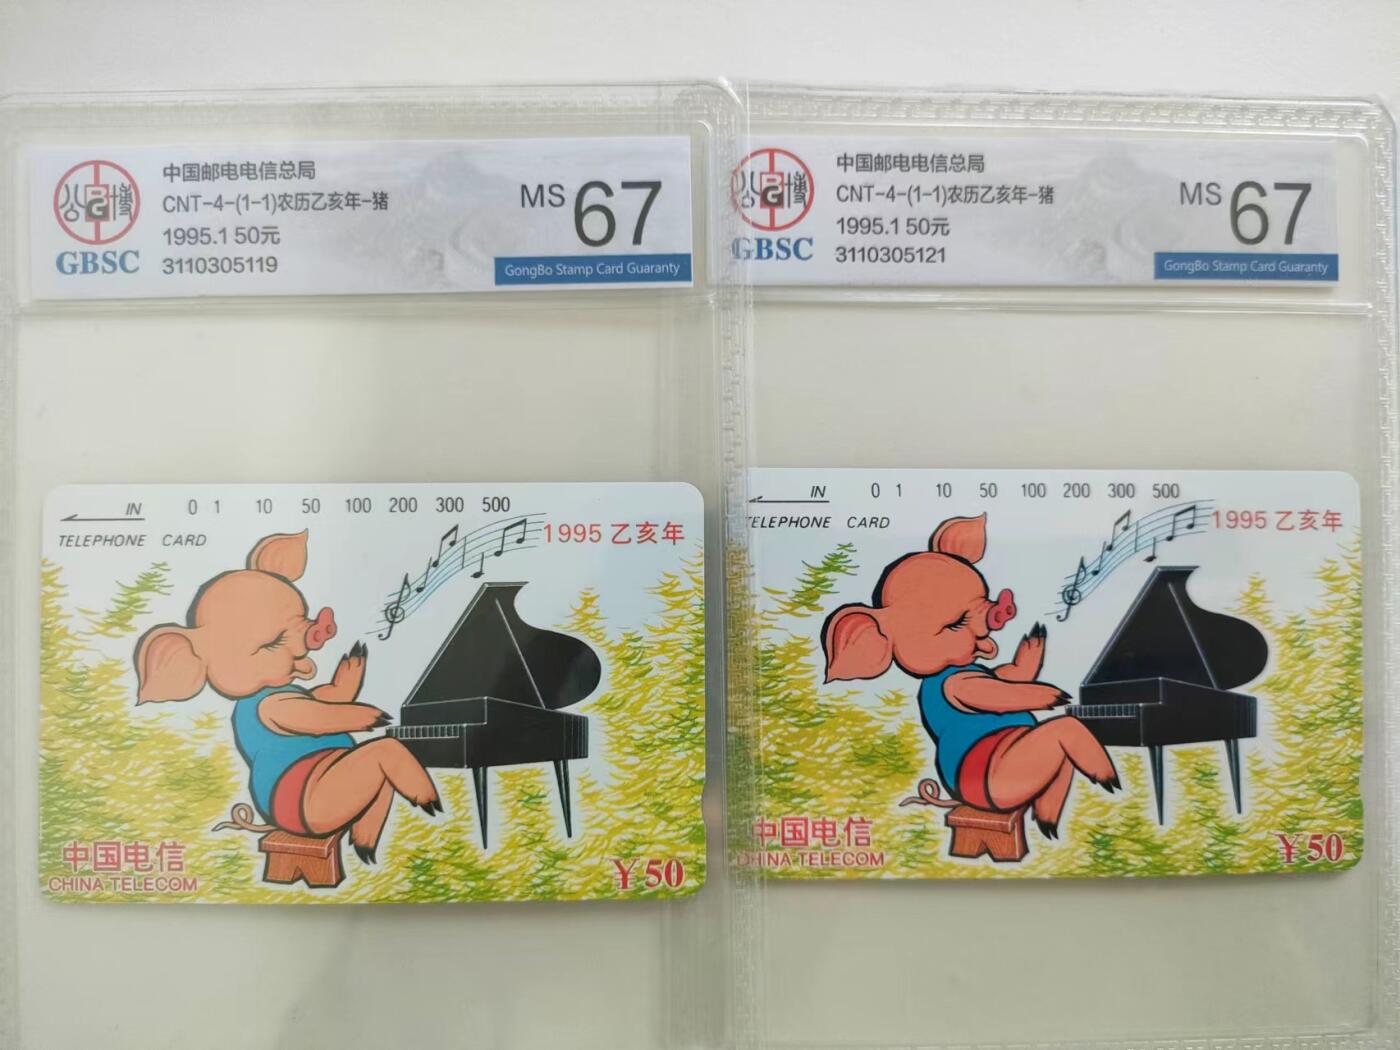 中国邮电电信总局
CNT-4-(1-1)农历乙亥年-猪
1995.1 50元
3110305119
公 博
BG
GBSC
MS 67
GongBo Stamp Card Guaranty
IN 0 1 10 50 100 200 300 500
TELEPHONE CARD
1995 乙亥年
中国电信
CHINA TELECOM
¥50
中国邮电电信总局
CNT-4-(1-1)农历乙亥年-猪
1995.1 50元
3110305121
公 博
BG
GBSC
MS 67
GongBo Stamp Card Guaranty
IN 0 1 10 50 100 200 300 500
TELEPHONE CARD
1995 乙亥年
中国电信
CHINA TELECOM
¥50